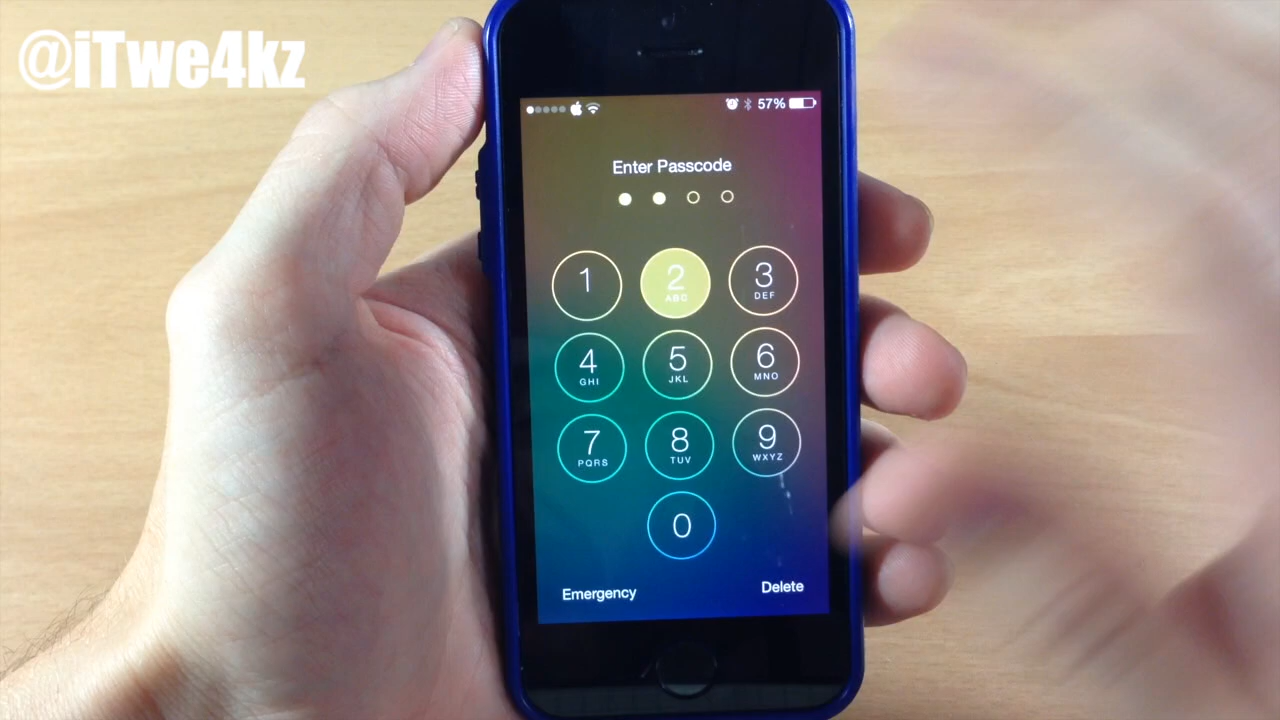 @iTwe4kz
57%
Enter Passcode
1 2 3
ABC DEF
4 5 6
GHI JKL MNO
7 8 9
PQRS TUV WXYZ
0
Emergency Delete